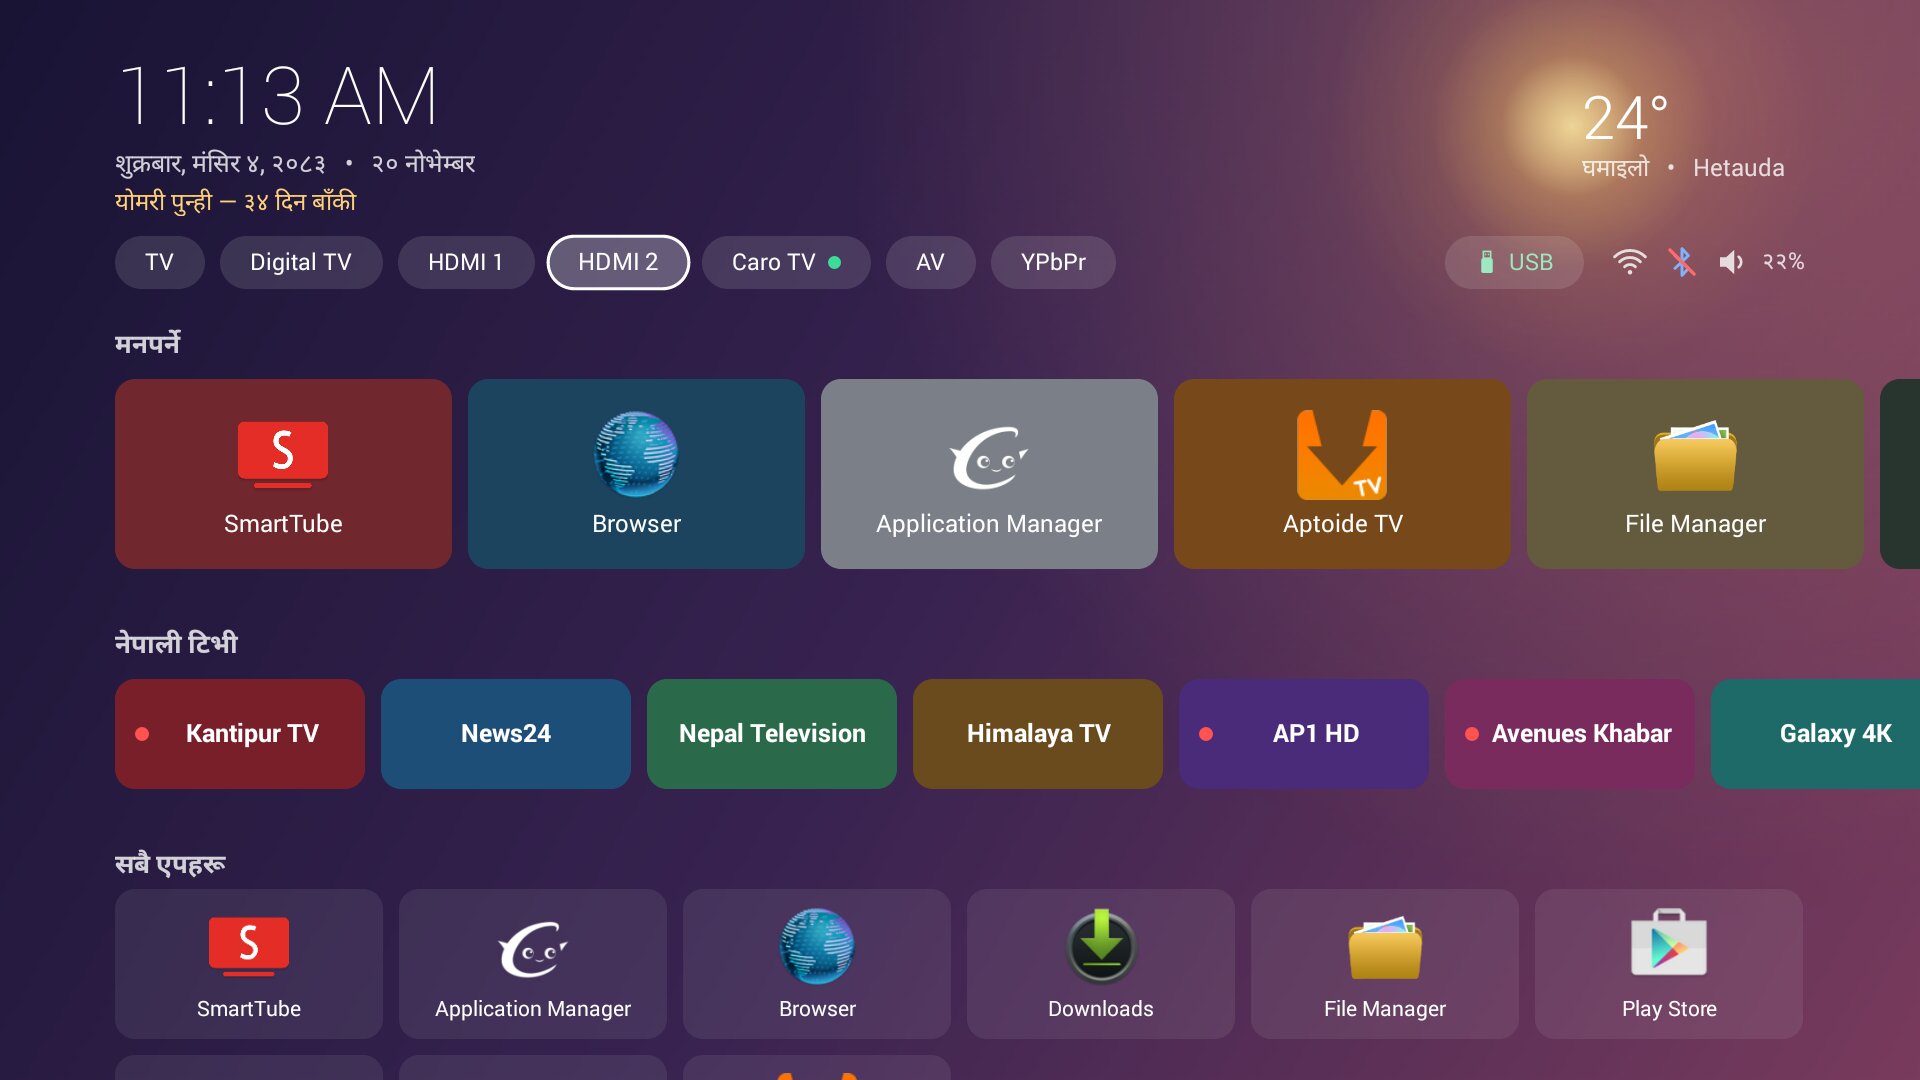 11:13 AM
शुक्रबार, मंसिर ४, २०८३ • २० नोभेम्बर
योमरी पुन्ही — ३४ दिन बाँकी
24°
घमाइलो • Hetauda
TV
Digital TV
HDMI 1
HDMI 2
Caro TV
AV
YPbPr
USB
२२%
मनपर्ने
S
SmartTube
Browser
Application Manager
TV
Aptoide TV
File Manager
नेपाली टिभी
Kantipur TV
News24
Nepal Television
Himalaya TV
AP1 HD
Avenues Khabar
Galaxy 4K
सबै एपहरू
S
SmartTube
Application Manager
Browser
Downloads
File Manager
Play Store